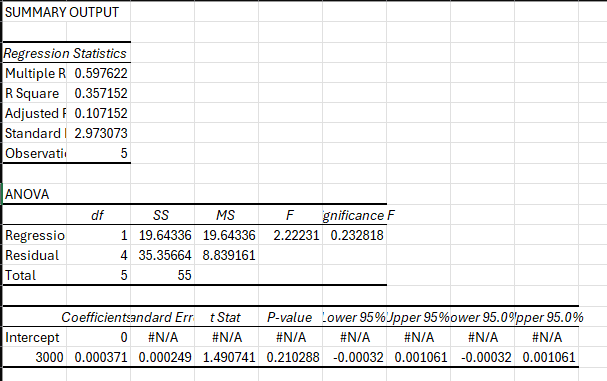 SUMMARY OUTPUT
Regression Statistics
Multiple R 0.597622
R Square 0.357152
Adjusted F 0.107152
Standard 2.973073
Observati 5
ANOVA
df SS MS F gnificance F
Regressio 1 19.64336 19.64336 2.22231 0.232818
Residual 4 35.35664 8.839161
Total 5 55
Coefficients andard Err t Stat P-value Lower 95% Upper 95% ower 95.0% pper 95.0%
Intercept 0 #N/A #N/A #N/A #N/A #N/A #N/A #N/A
3000 0.000371 0.000249 1.490741 0.210288 -0.00032 0.001061 -0.00032 0.001061